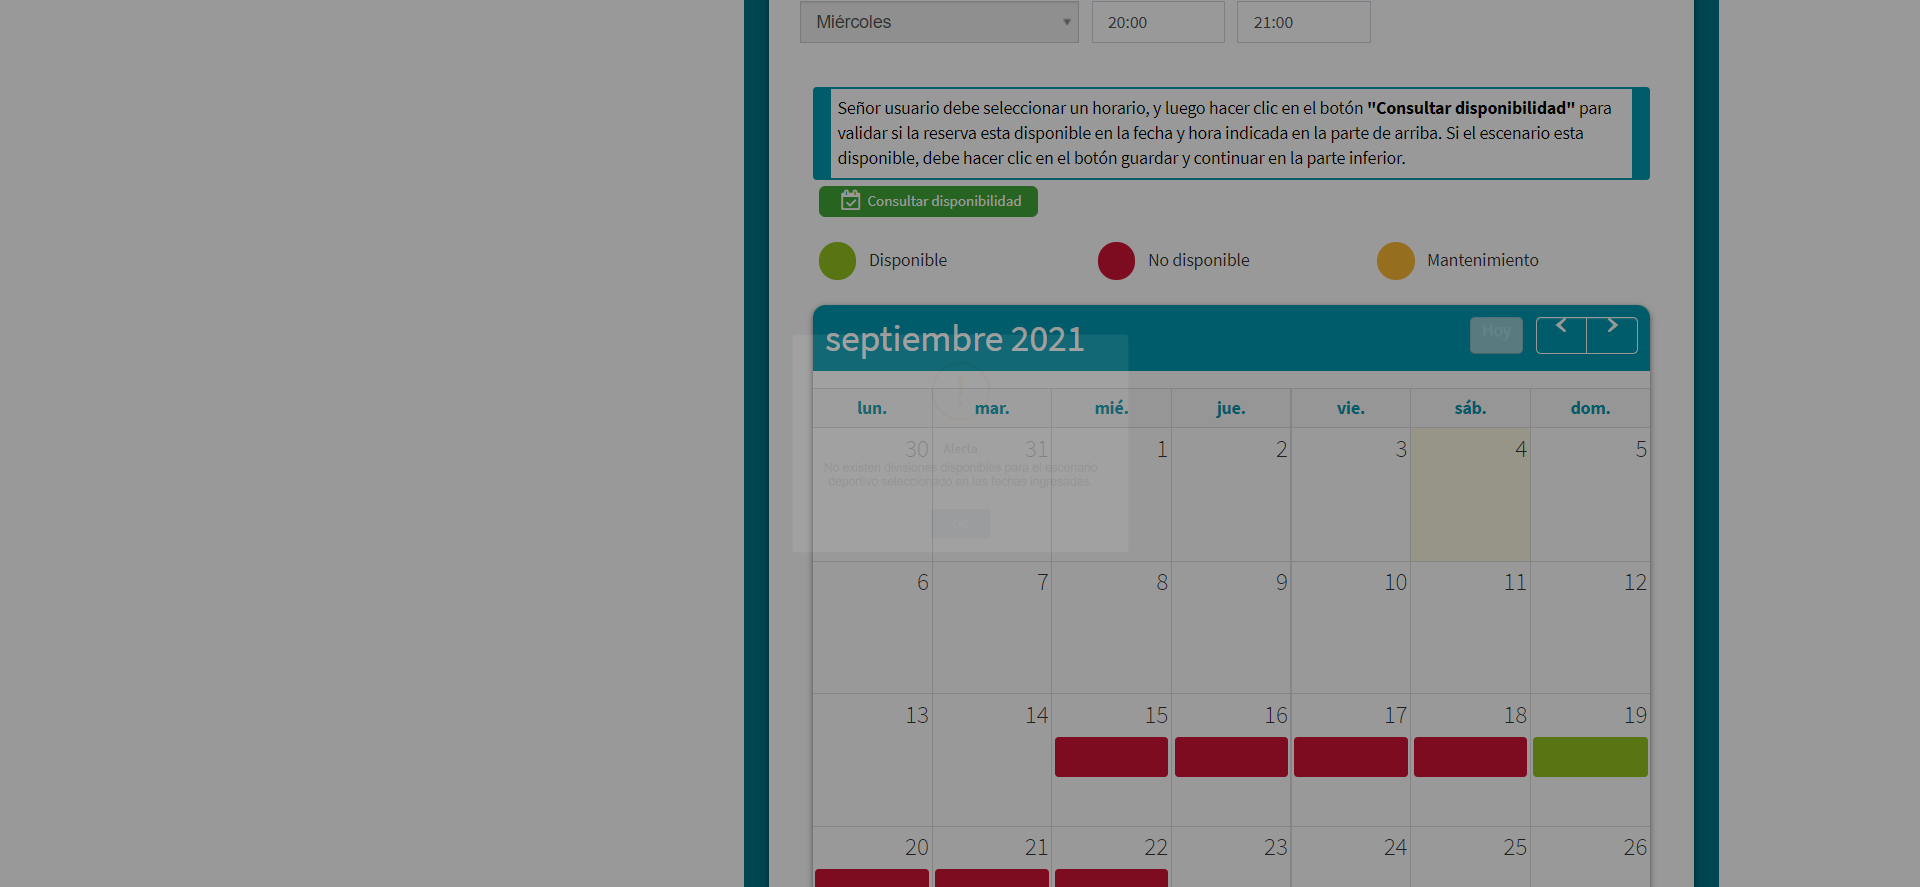 Miércoles 20:00 21:00
Señor usuario debe seleccionar un horario, y luego hacer clic en el botón "Consultar disponibilidad" para
validar si la reserva esta disponible en la fecha y hora indicada en la parte de arriba. Si el escenario esta
disponible, debe hacer clic en el botón guardar y continuar en la parte inferior.
Consultar disponibilidad
Disponible No disponible Mantenimiento
septiembre 2021 Hoy
lun. mar. mié. jue. vie. sáb. dom.
30 31 1 2 3 4 5
Alerta
No existen divisiones disponibles para el escenario
deportivo seleccionado en las fechas ingresadas.
6 7 8 9 10 11 12
13 14 15 16 17 18 19
20 21 22 23 24 25 26